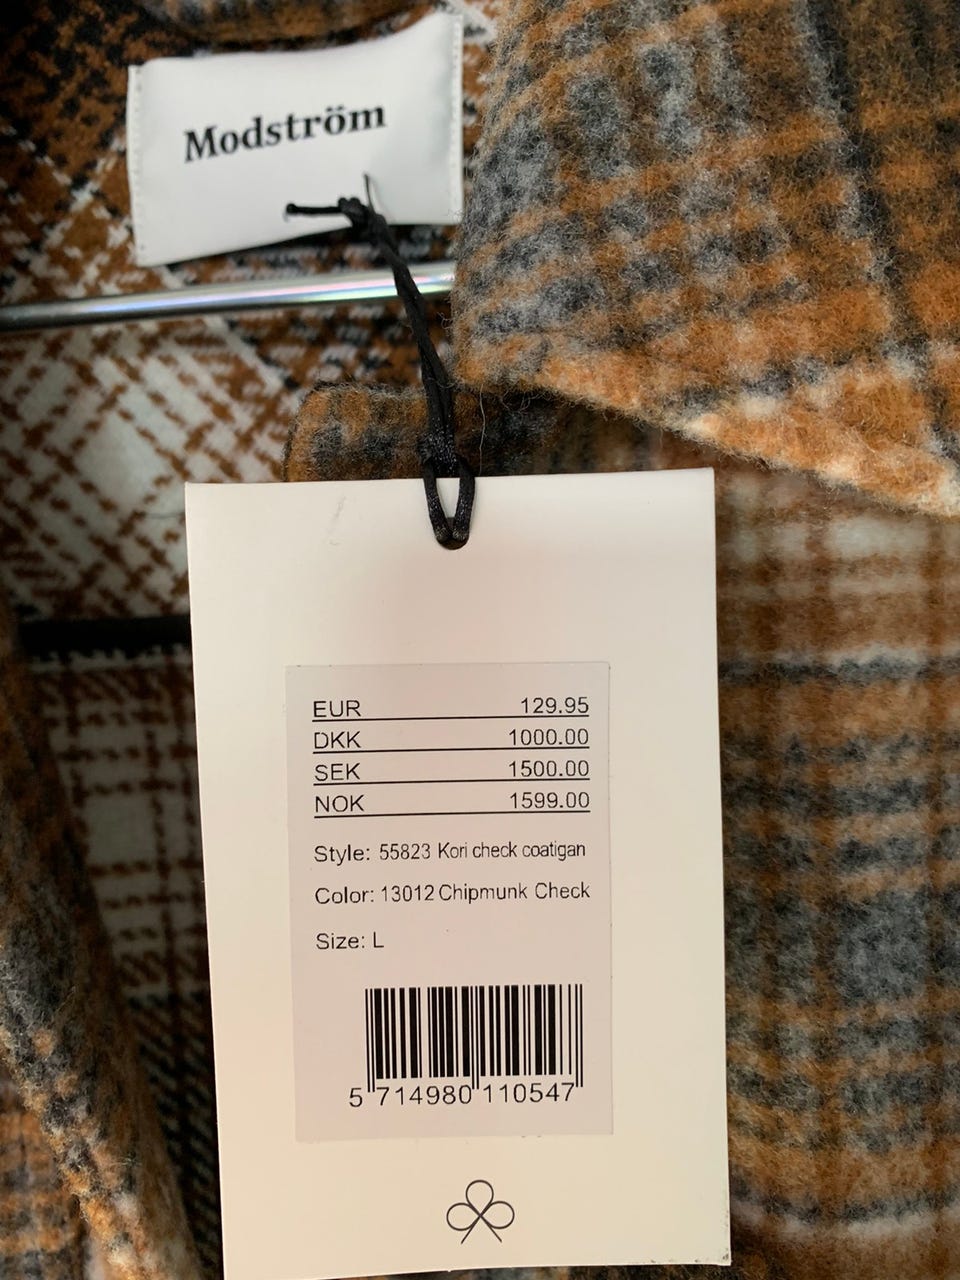 Modström
EUR 129.95
DKK 1000.00
SEK 1500.00
NOK 1599.00
Style: 55823 Kori check coatigan
Color: 13012 Chipmunk Check
Size: L
5 714980 110547